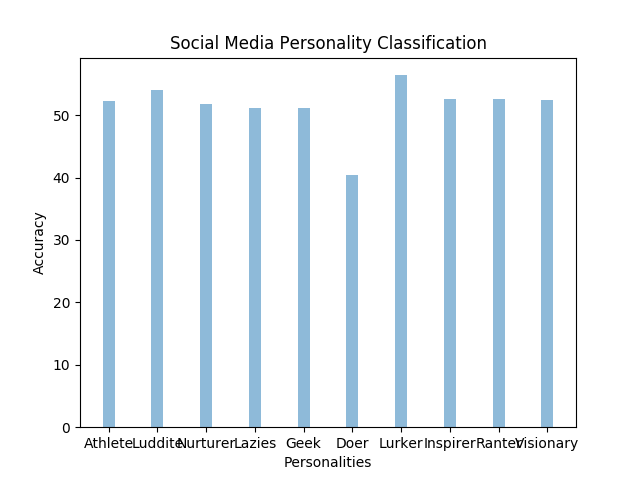 Social Media Personality Classification
Accuracy
50
40
30
20
10
0
Athlete Luddite Nurturer Lazies Geek Doer Lurker Inspirer Ranter Visionary
Personalities